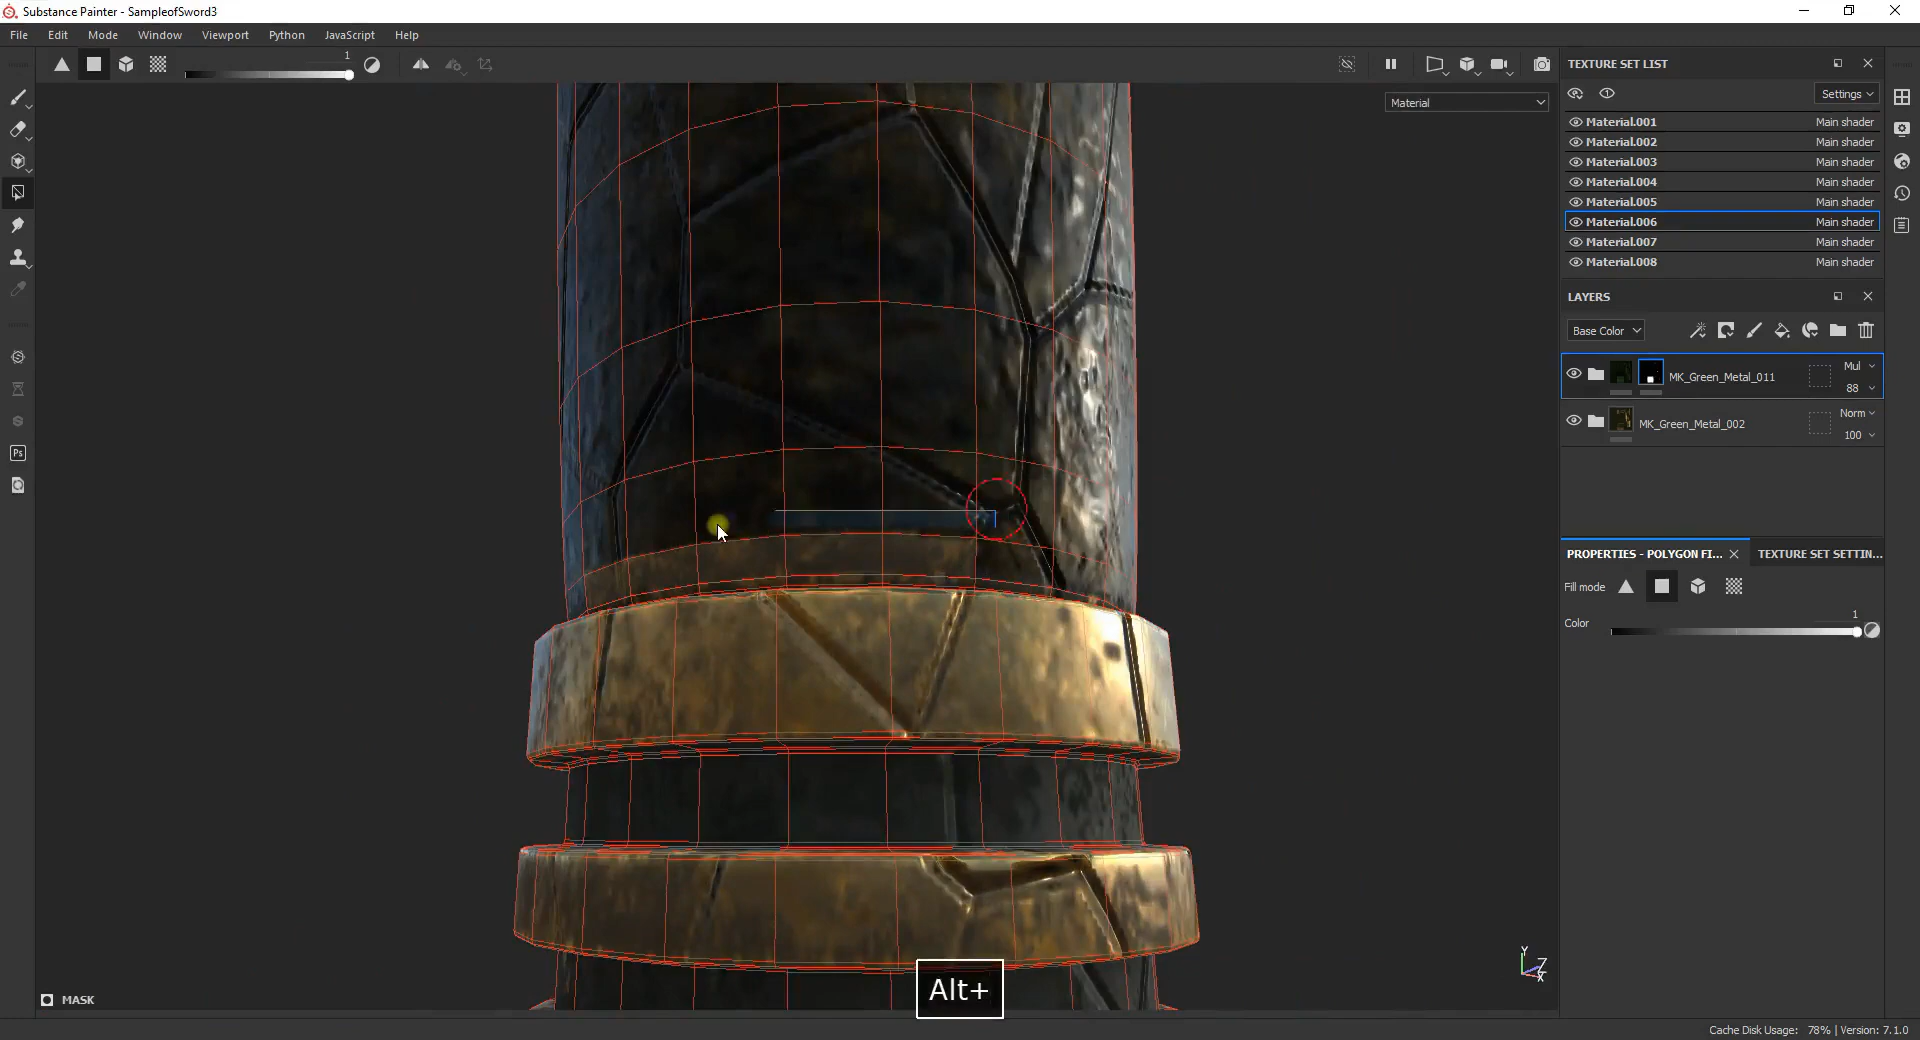 Substance Painter - SampleofSword3
File Edit Mode Window Viewport Python JavaScript Help
1
Material
TEXTURE SET LIST
Settings
Material.001 Main shader
Material.002 Main shader
Material.003 Main shader
Material.004 Main shader
Material.005 Main shader
Material.006 Main shader
Material.007 Main shader
Material.008 Main shader
LAYERS
Base Color
MK_Green_Metal_011 Mul
88
MK_Green_Metal_002 Norm
100
PROPERTIES - POLYGON FI... TEXTURE SET SETTIN...
Fill mode
Color 1
Ps
Y
Z
X
Alt+
MASK
Cache Disk Usage: 78% | Version: 7.1.0